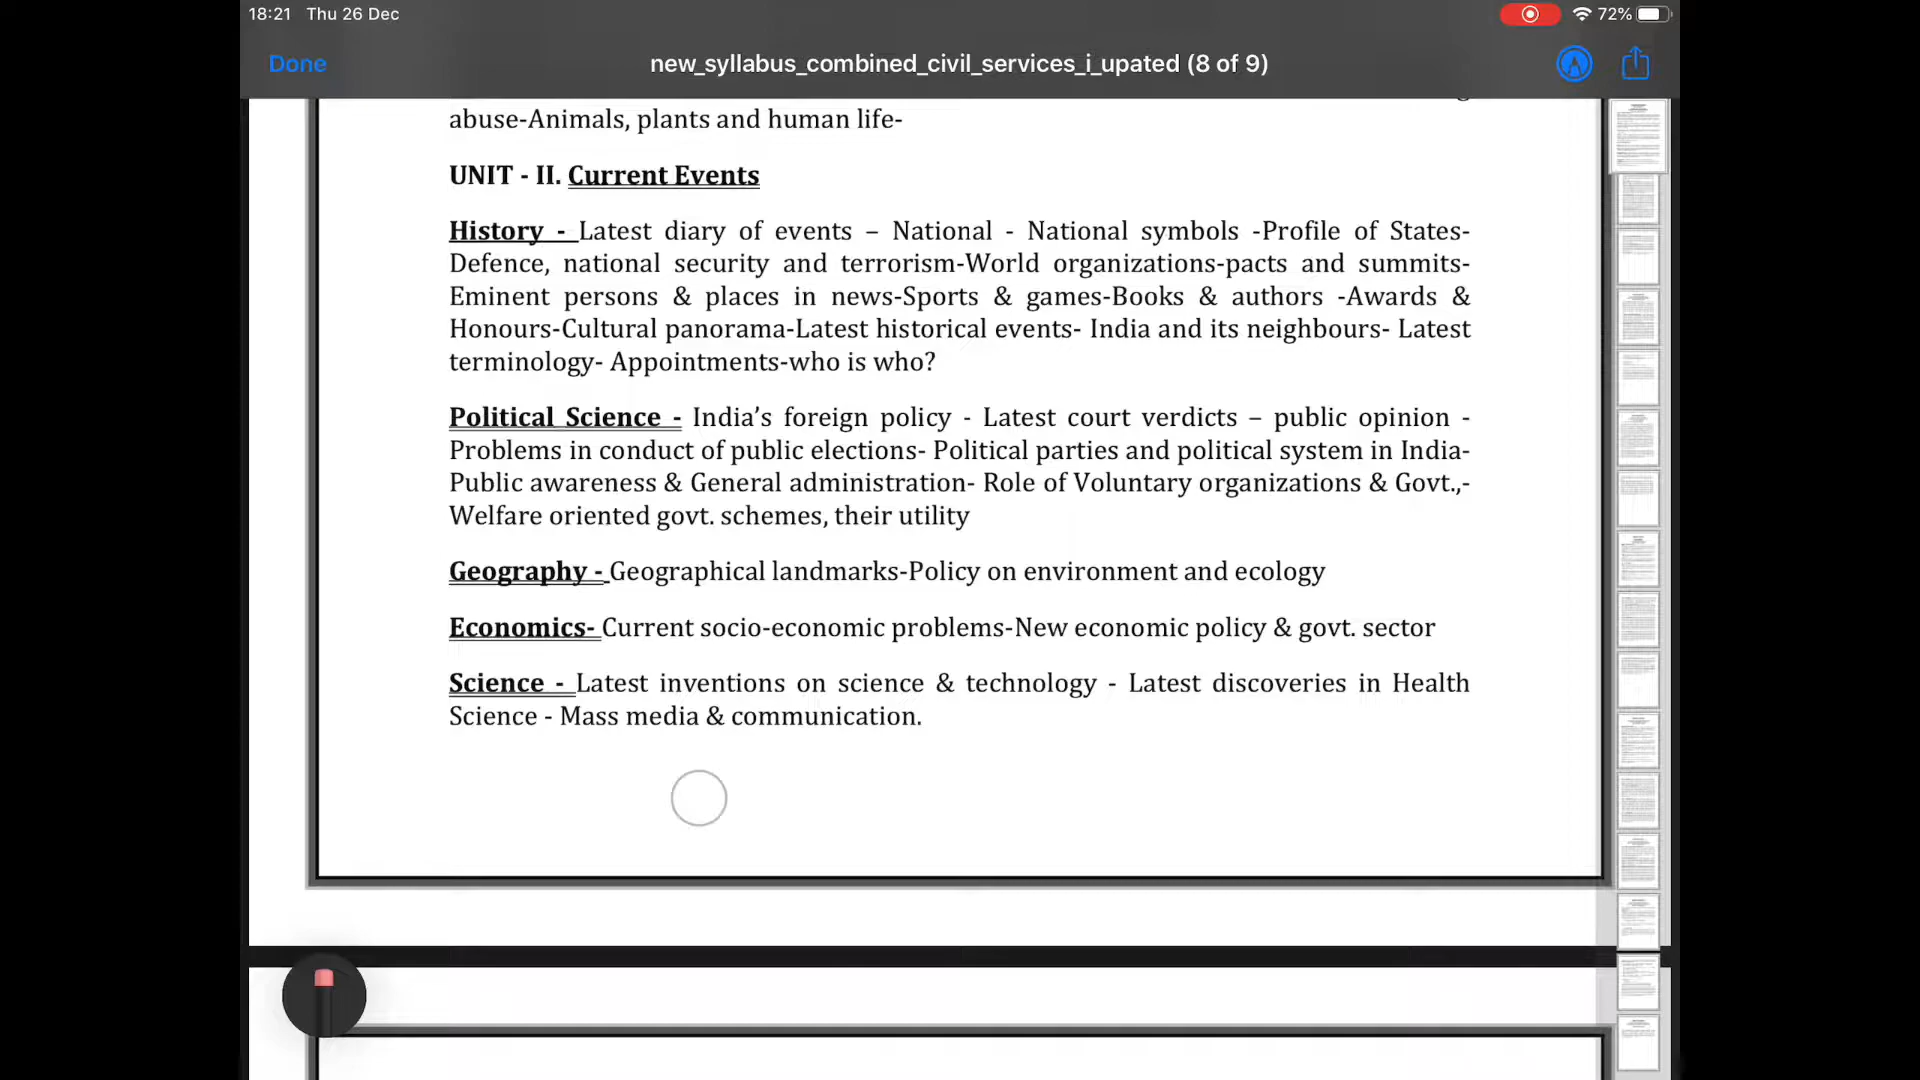 18:21 Thu 26 Dec
72%
Done
new_syllabus_combined_civil_services_i_upated (8 of 9)
abuse-Animals, plants and human life-
UNIT - II. Current Events
History - Latest diary of events – National - National symbols -Profile of States-
Defence, national security and terrorism-World organizations-pacts and summits-
Eminent persons & places in news-Sports & games-Books & authors -Awards &
Honours-Cultural panorama-Latest historical events- India and its neighbours- Latest
terminology- Appointments-who is who?
Political Science - India’s foreign policy - Latest court verdicts – public opinion -
Problems in conduct of public elections- Political parties and political system in India-
Public awareness & General administration- Role of Voluntary organizations & Govt.,-
Welfare oriented govt. schemes, their utility
Geography - Geographical landmarks-Policy on environment and ecology
Economics- Current socio-economic problems-New economic policy & govt. sector
Science - Latest inventions on science & technology - Latest discoveries in Health
Science - Mass media & communication.